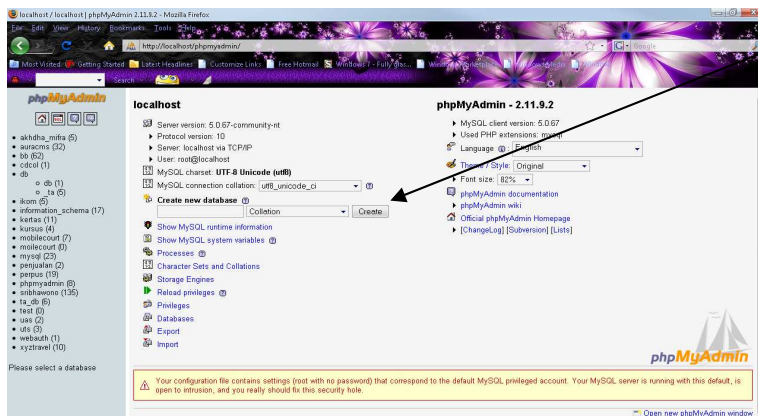 localhost / localhost | phpMyAdmin 2.11.9.2 - Mozilla Firefox
File Edit View History Bookmarks Tools Help
http://localhost/phpmyadmin/
Google
Most Visited Getting Started Latest Headlines Customize Links Free Hotmail Windows 7 - Fully glas...
Search
phpMyAdmin
akhdha_mifra (5)
auracms (32)
bb (62)
cdcol (1)
db
db (1)
_ta (5)
ikom (5)
information_schema (17)
kertas (11)
kursus (4)
mobilecourt (7)
moilecourt (0)
mysql (23)
penjualan (2)
perpus (19)
phpmyadmin (8)
sribhawono (135)
ta_db (6)
test (0)
uas (2)
uts (3)
webauth (1)
xyztravel (10)
Please select a database
localhost
Server version: 5.0.67-community-nt
Protocol version: 10
Server: localhost via TCP/IP
User: root@localhost
MySQL charset: UTF-8 Unicode (utf8)
MySQL connection collation: utf8_unicode_ci
Create new database
Collation Create
Show MySQL runtime information
Show MySQL system variables
Processes
Character Sets and Collations
Storage Engines
Reload privileges
Privileges
Databases
Export
Import
phpMyAdmin - 2.11.9.2
MySQL client version: 5.0.67
Used PHP extensions: mysql
Language: English
Theme / Style: Original
Font size: 82%
phpMyAdmin documentation
phpMyAdmin wiki
Official phpMyAdmin Homepage
[ChangeLog] [Subversion] [Lists]
phpMyAdmin
Your configuration file contains settings (root with no password) that correspond to the default MySQL privileged account. Your MySQL server is running with this default, is
open to intrusion, and you really should fix this security hole.
Open new phpMyAdmin window